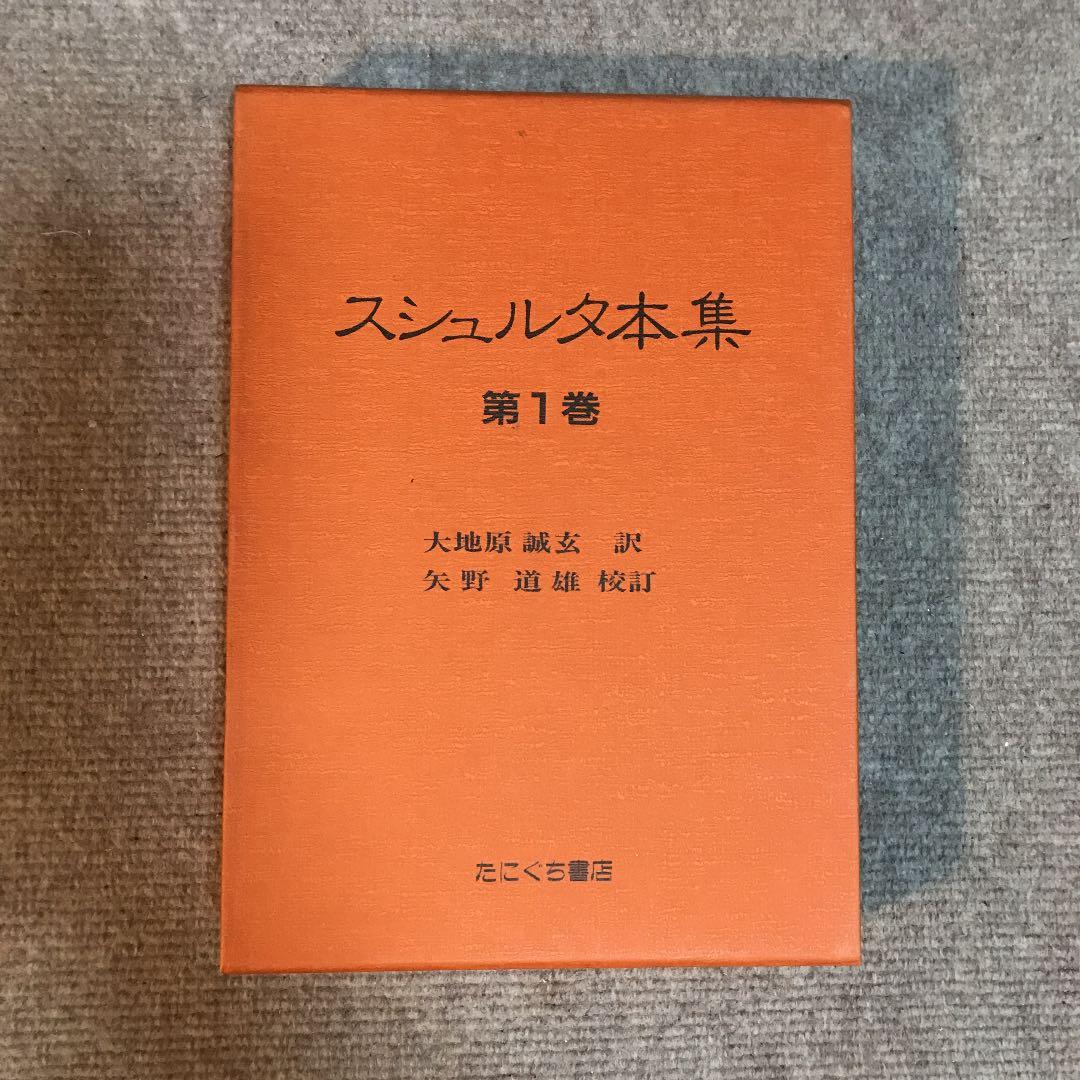 スシュルタ本集
第1巻
大地原 誠玄 訳
矢野 道雄 校訂
たにぐち書店